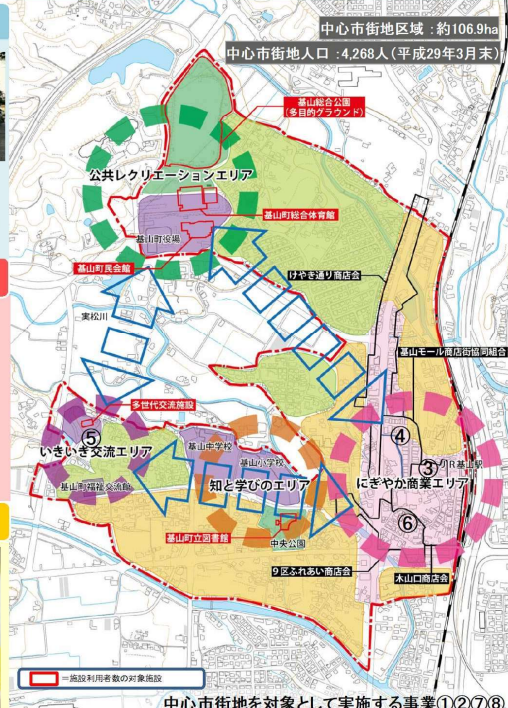 中心市街地区域：約106.9ha
中心市街地人口：4,268人（平成29年3月末）
基山総合公園
（多目的グラウンド）
公共レクリエーションエリア
基山町総合体育館
基山町役場
基山町民会館
けやき通り商店会
実松川
基山モール商店街協同組合
多世代交流施設
⑤
いきいき交流エリア
基山中学校
基山小学校
④
③
JR基山駅
にぎやか商業エリア
基山町福祉交流館
知と学びのエリア
⑥
基山町立図書館
中央公園
9区ふれあい商店会
木山口商店会
＝施設利用者数の対象施設
中心市街地を対象として実施する事業①②⑦⑧